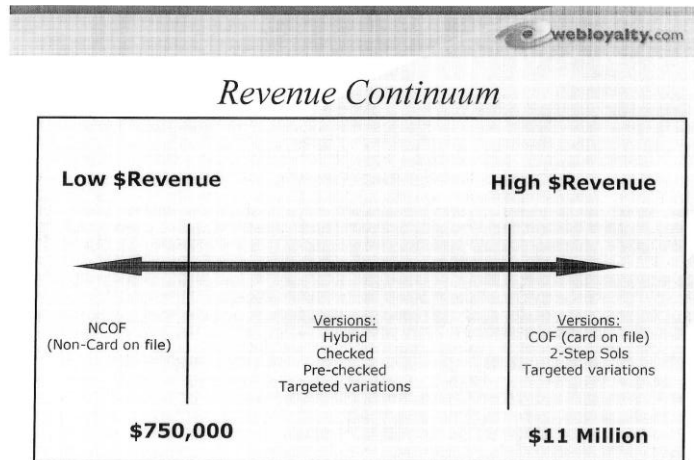 webloyalty.com
Revenue Continuum
Low $Revenue
High $Revenue
NCOF
(Non-Card on file)
Versions:
Hybrid
Checked
Pre-checked
Targeted variations
Versions:
COF (card on file)
2-Step Sols
Targeted variations
$750,000
$11 Million